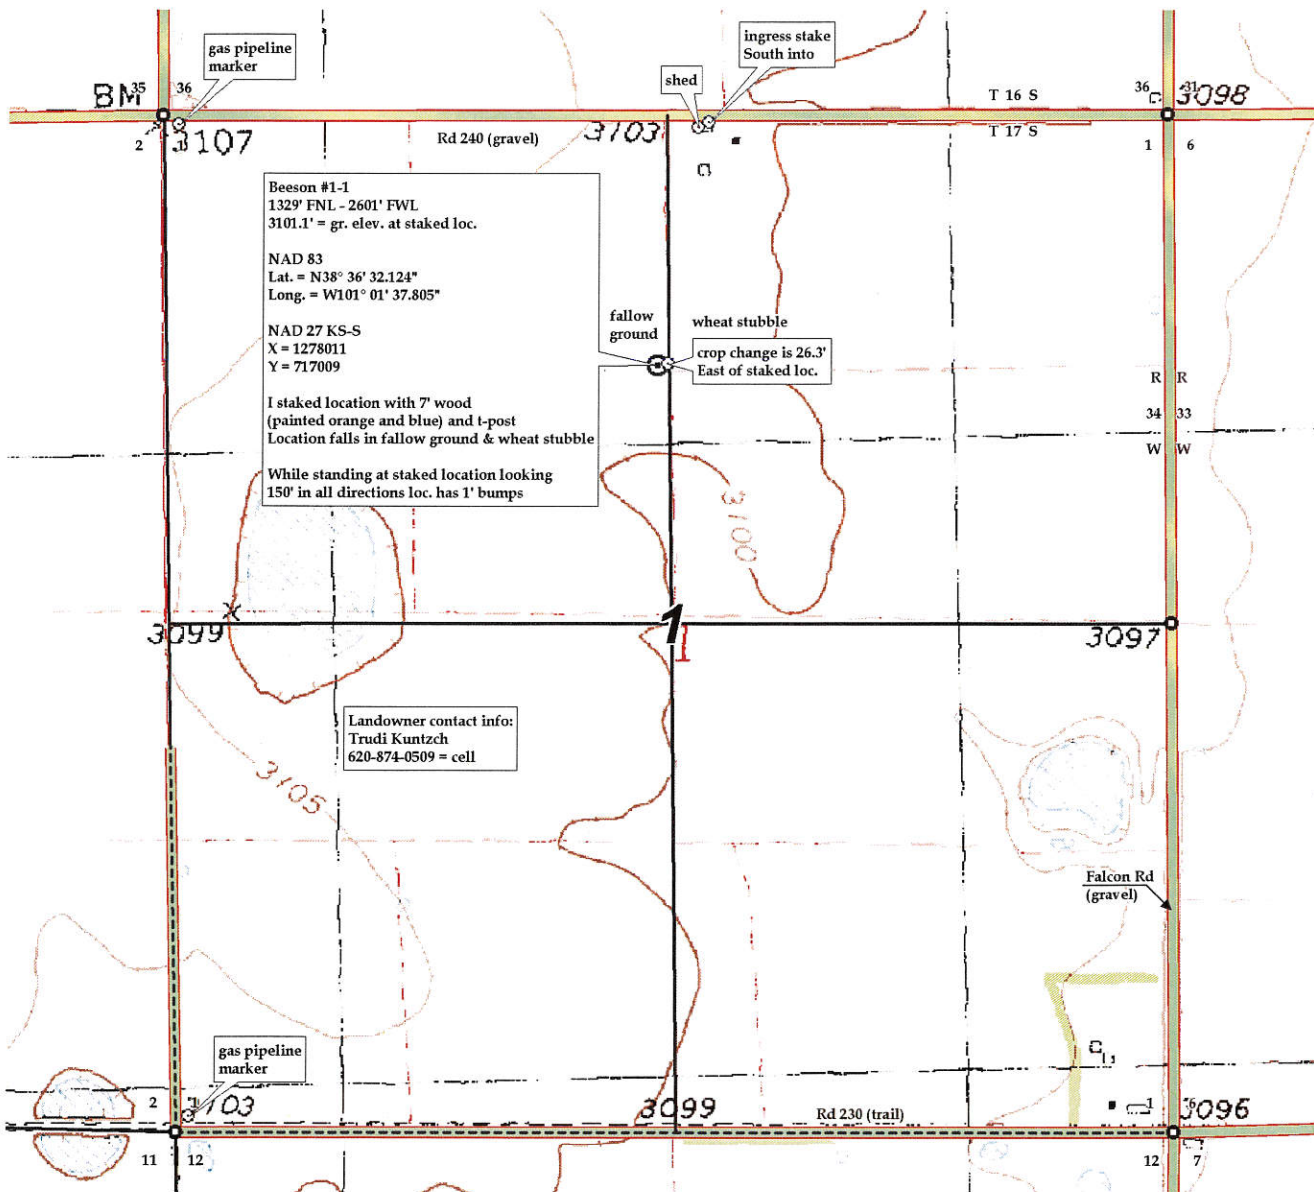 gas pipeline
marker
ingress stake
South into
shed
35
36
BM
T 16 S
36
31
3098
2
3107
Rd 240 (gravel)
3103
T 17 S
1
6
Beeson #1-1
1329' FNL - 2601' FWL
3101.1' = gr. elev. at staked loc.
NAD 83
Lat. = N38° 36' 32.124"
Long. = W101° 01' 37.805"
NAD 27 KS-S
X = 1278011
Y = 717009
I staked location with 7' wood
(painted orange and blue) and t-post
Location falls in fallow ground & wheat stubble
While standing at staked location looking
150' in all directions loc. has 1' bumps
fallow
ground
wheat stubble
crop change is 26.3'
East of staked loc.
R R
34 33
W W
3100
3099
1
1
3097
Landowner contact info:
Trudi Kuntzch
620-874-0509 = cell
3105
Falcon Rd
(gravel)
gas pipeline
marker
2
3103
3099
Rd 230 (trail)
1
6
3096
11
12
12
7